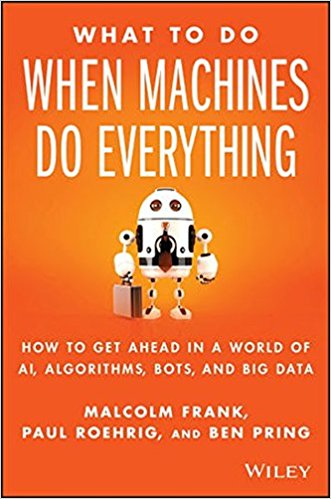 WHAT TO DO
WHEN MACHINES
DO EVERYTHING
HOW TO GET AHEAD IN A WORLD OF
AI, ALGORITHMS, BOTS, AND BIG DATA
MALCOLM FRANK,
PAUL ROEHRIG, AND BEN PRING
WILEY